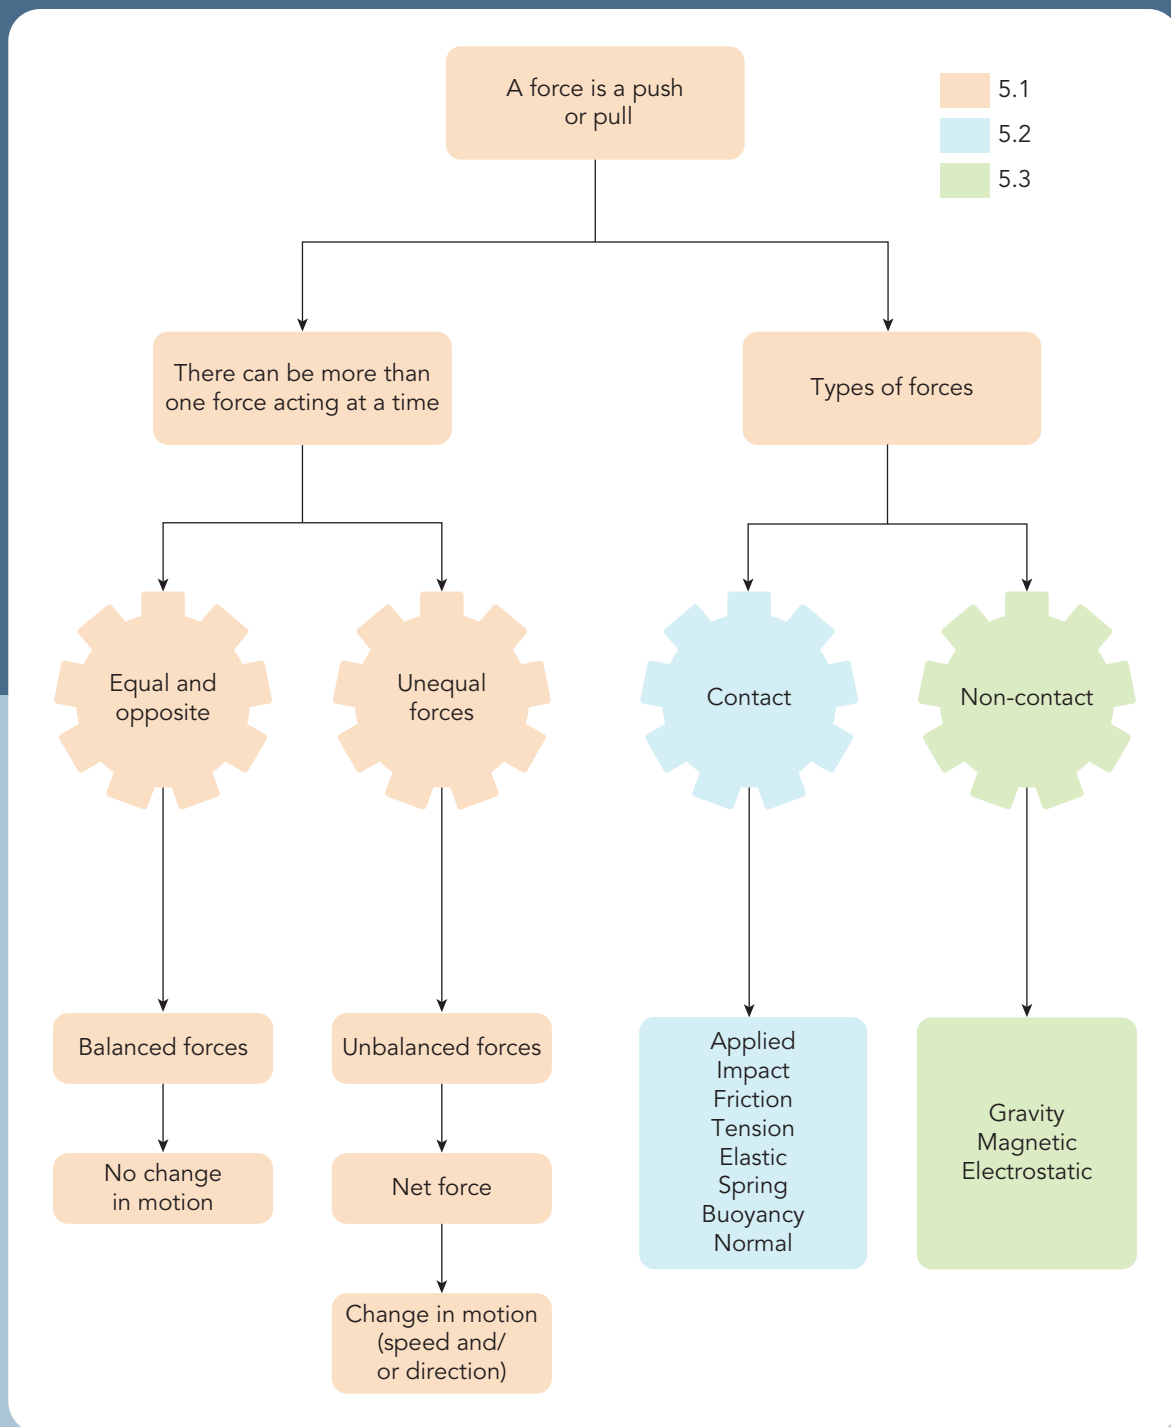 A force is a push
or pull
5.1
5.2
5.3
There can be more than
one force acting at a time
Types of forces
Equal and
opposite
Unequal
forces
Contact
Non-contact
Balanced forces
No change
in motion
Unbalanced forces
Net force
Change in motion
(speed and/
or direction)
Applied
Impact
Friction
Tension
Elastic
Spring
Buoyancy
Normal
Gravity
Magnetic
Electrostatic